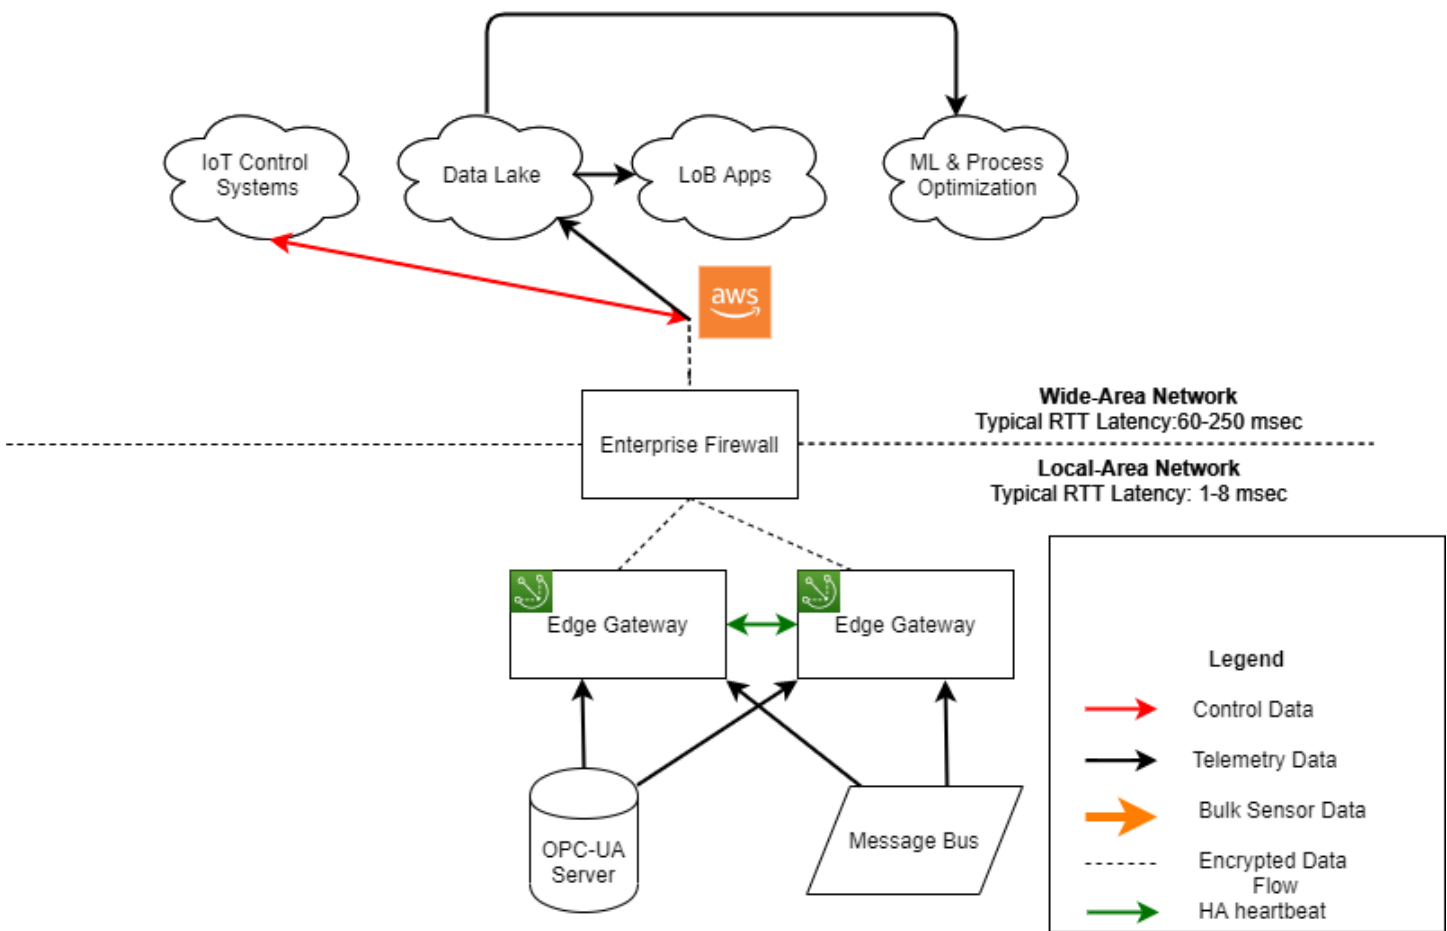 IoT Control
Systems
Data Lake
LoB Apps
ML & Process
Optimization
aws
Enterprise Firewall
Wide-Area Network
Typical RTT Latency:60-250 msec
Local-Area Network
Typical RTT Latency: 1-8 msec
Edge Gateway
Edge Gateway
OPC-UA
Server
Message Bus
Legend
Control Data
Telemetry Data
Bulk Sensor Data
Encrypted Data
Flow
HA heartbeat